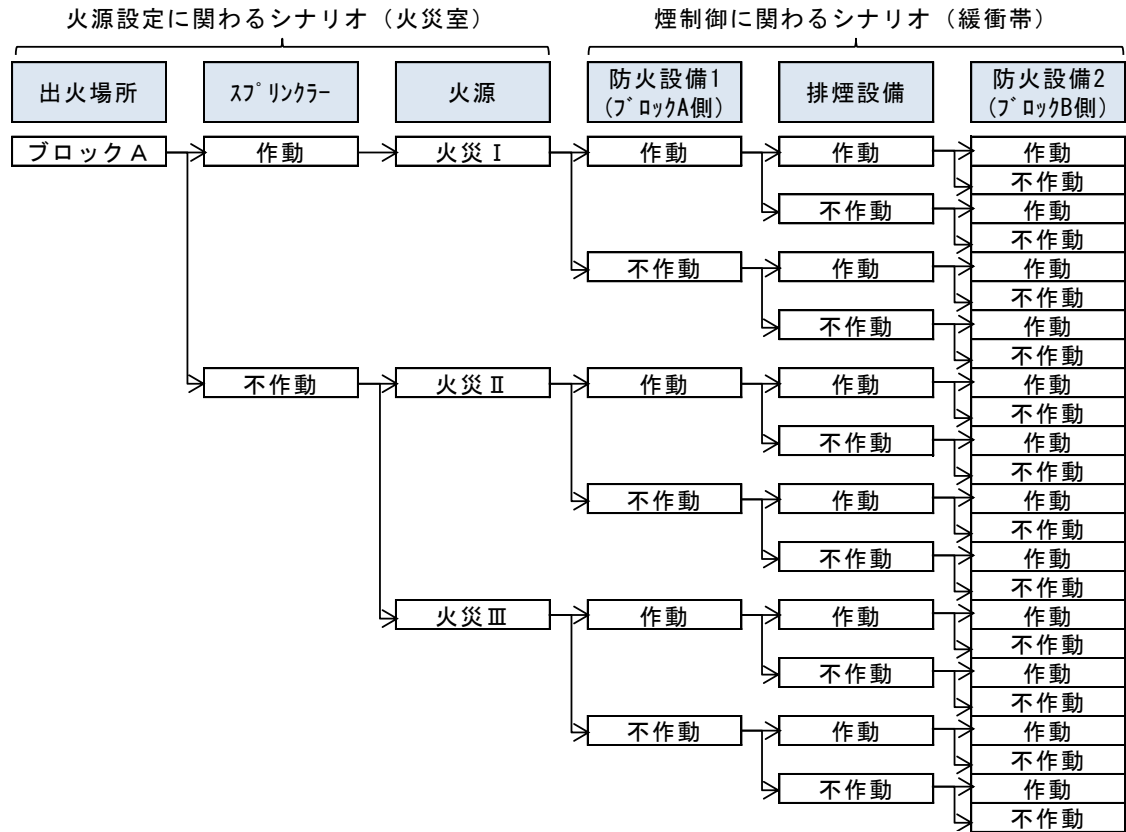 火源設定に関わるシナリオ（火災室）　煙制御に関わるシナリオ（緩衝帯）
出火場所　ｽﾌﾟﾘﾝｸﾗｰ　火源　防火設備1　排煙設備　防火設備2
(ﾌﾞﾛｯｸA側)　(ﾌﾞﾛｯｸB側)
ブロックA　作動　火災Ⅰ　作動　作動　作動
不作動
不作動　作動
不作動
不作動　作動　作動
不作動
不作動　作動
不作動
不作動　火災Ⅱ　作動　作動　作動
不作動
不作動　作動
不作動
不作動　作動　作動
不作動
不作動　作動
不作動
火災Ⅲ　作動　作動　作動
不作動
不作動　作動
不作動
不作動　作動　作動
不作動
不作動　作動
不作動